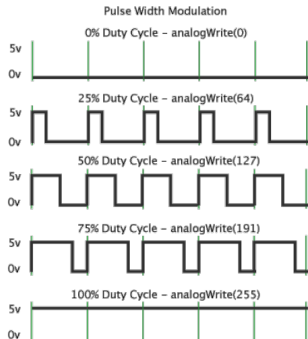 Pulse Width Modulation
0% Duty Cycle – analogWrite(0)
5v
0v
25% Duty Cycle – analogWrite(64)
5v
0v
50% Duty Cycle – analogWrite(127)
5v
0v
75% Duty Cycle – analogWrite(191)
5v
0v
100% Duty Cycle – analogWrite(255)
5v
0v